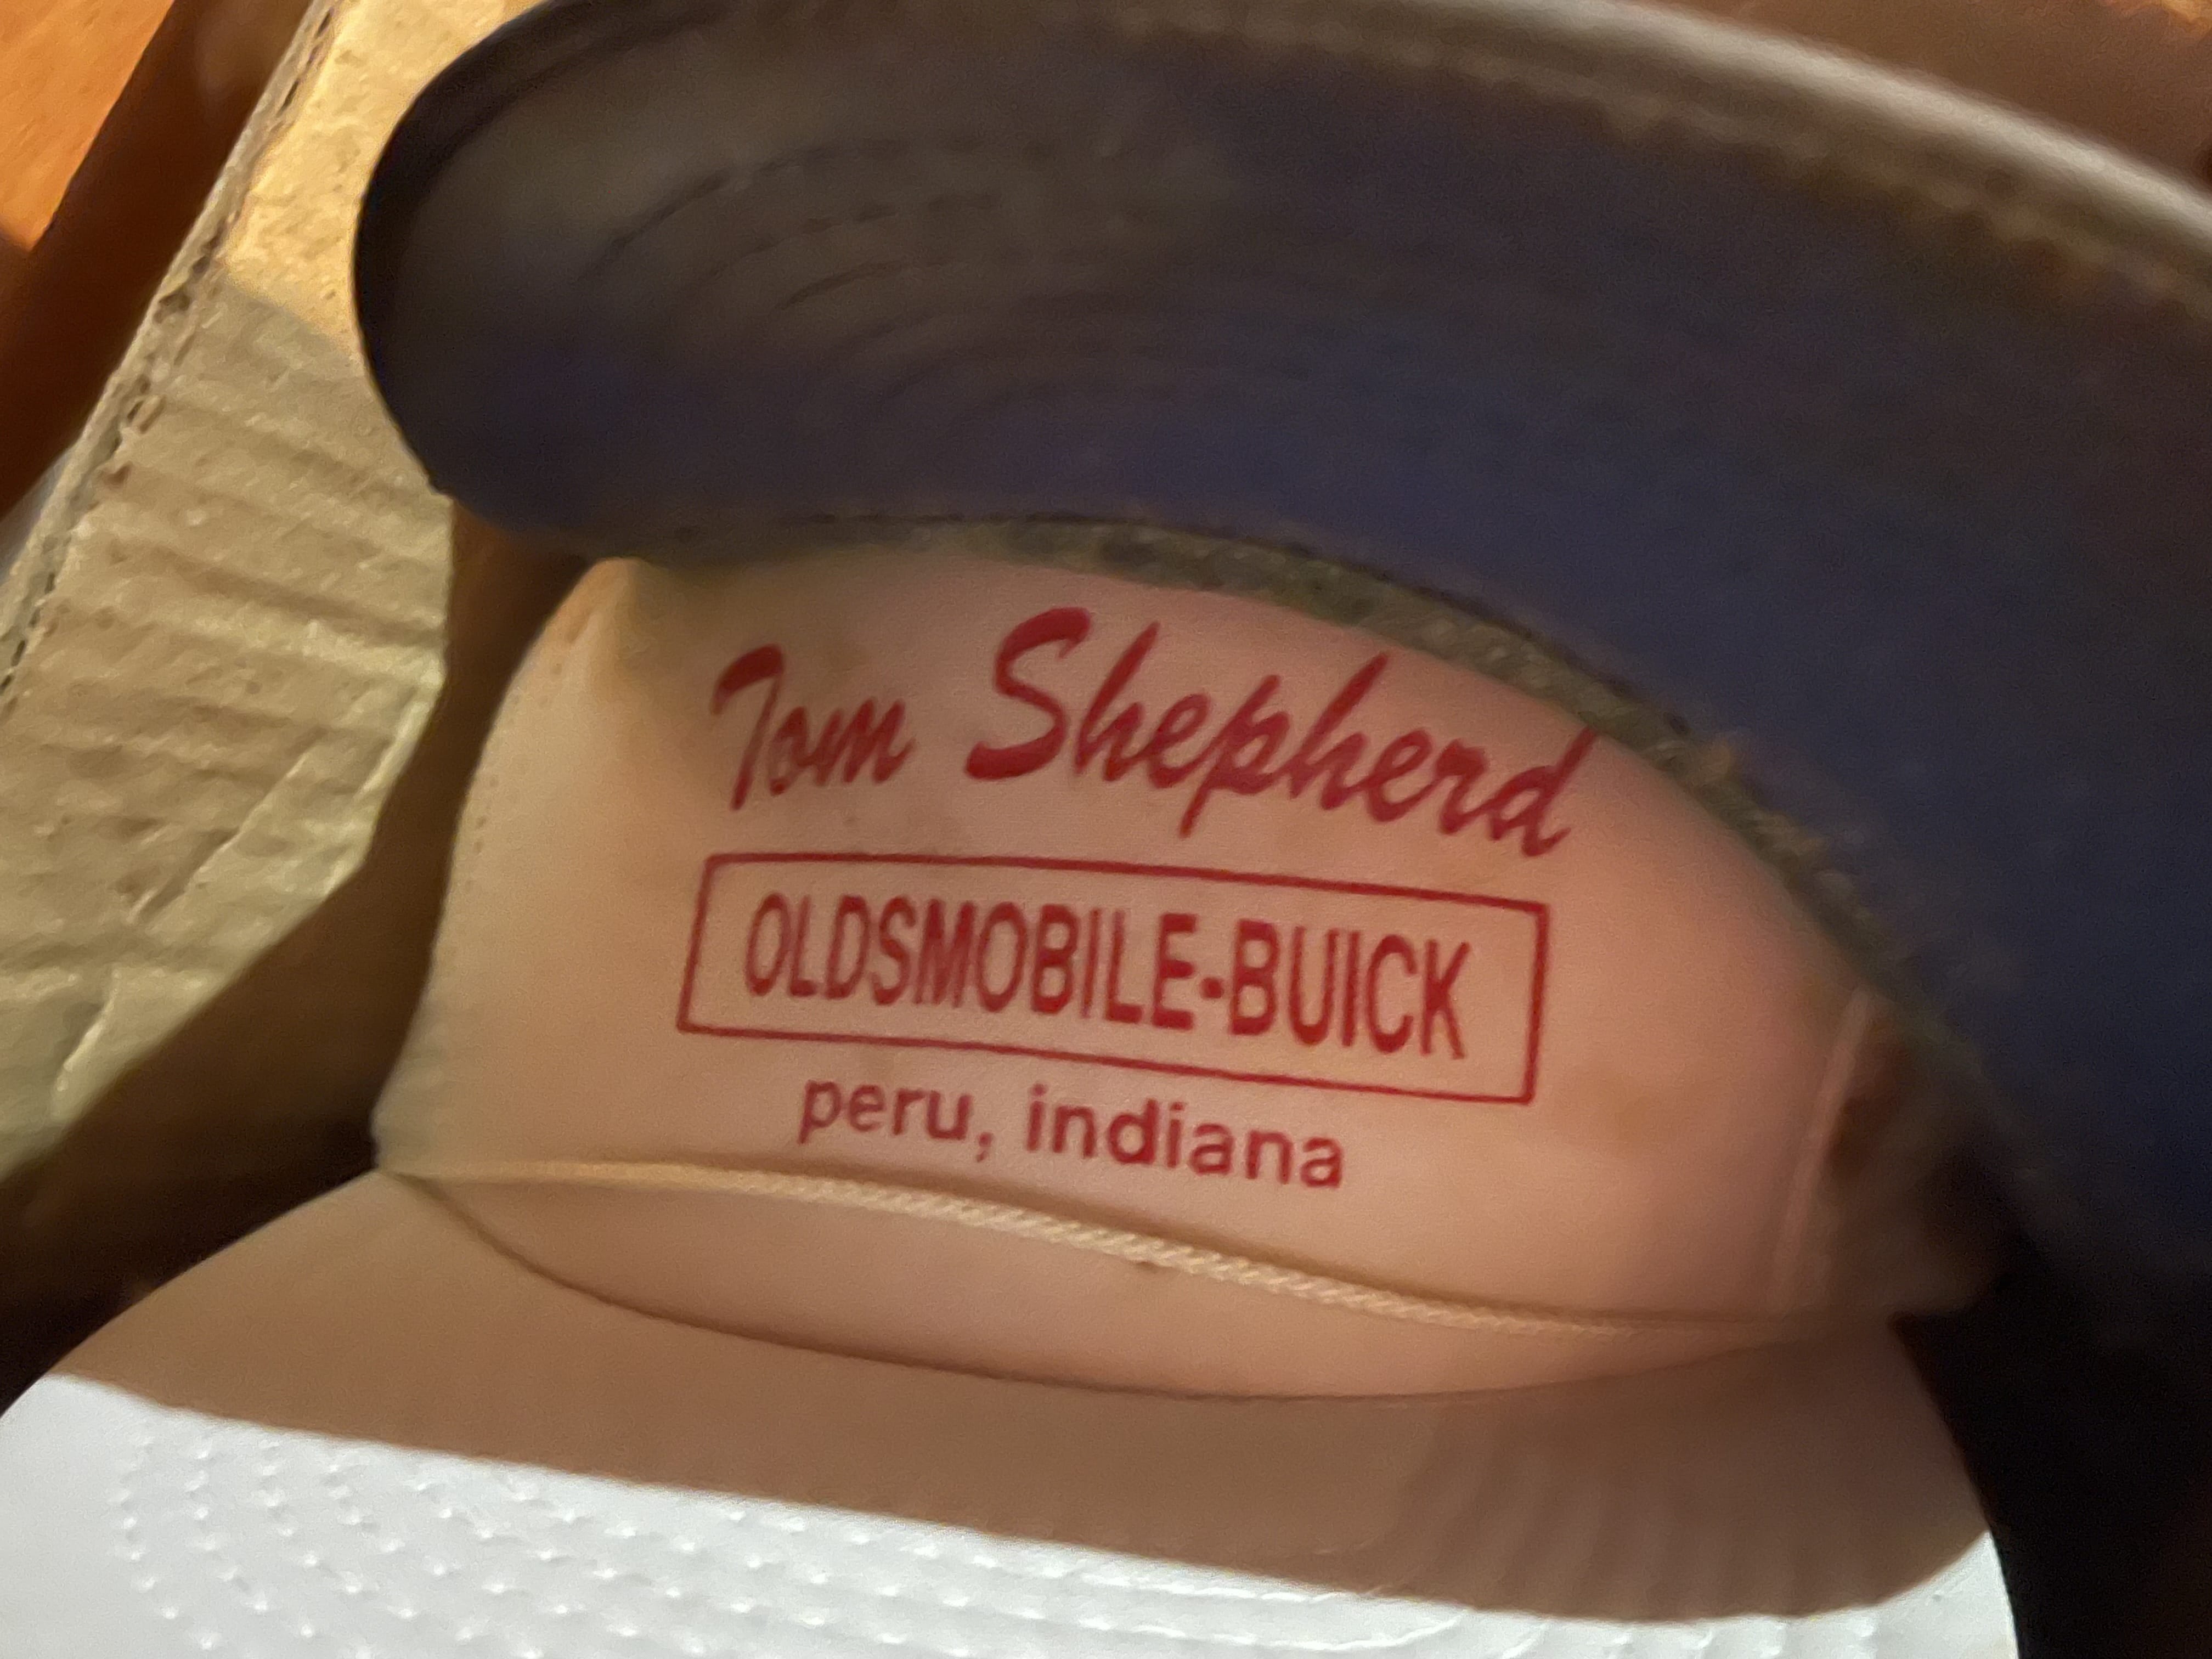 Tom Shepherd
OLDSMOBILE•BUICK
peru, indiana